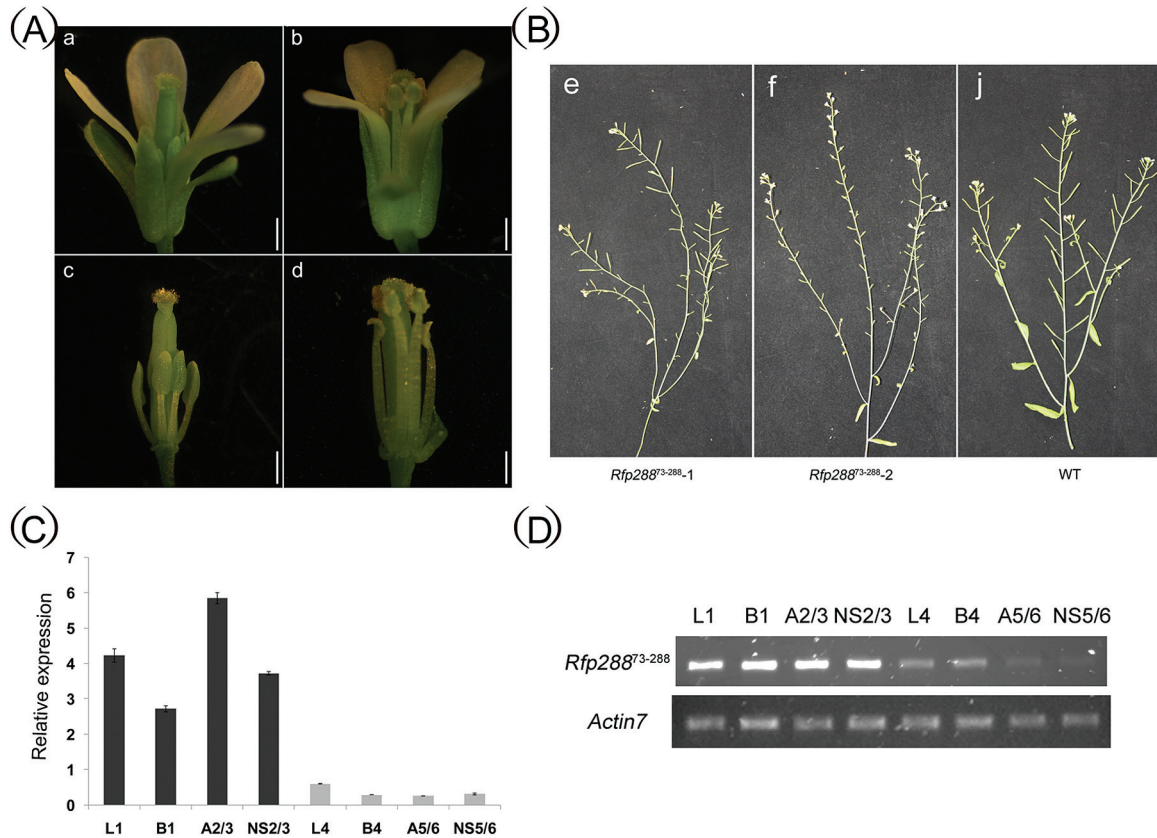 (A)
a
b
c
d
(B)
e
f
j
Rfp288⁷³⁻²⁸⁸-1
Rfp288⁷³⁻²⁸⁸-2
WT
(C)
Relative expression
7
6
5
4
3
2
1
0
L1 B1 A2/3 NS2/3 L4 B4 A5/6 NS5/6
(D)
L1 B1 A2/3 NS2/3 L4 B4 A5/6 NS5/6
Rfp288⁷³⁻²⁸⁸
Actin7